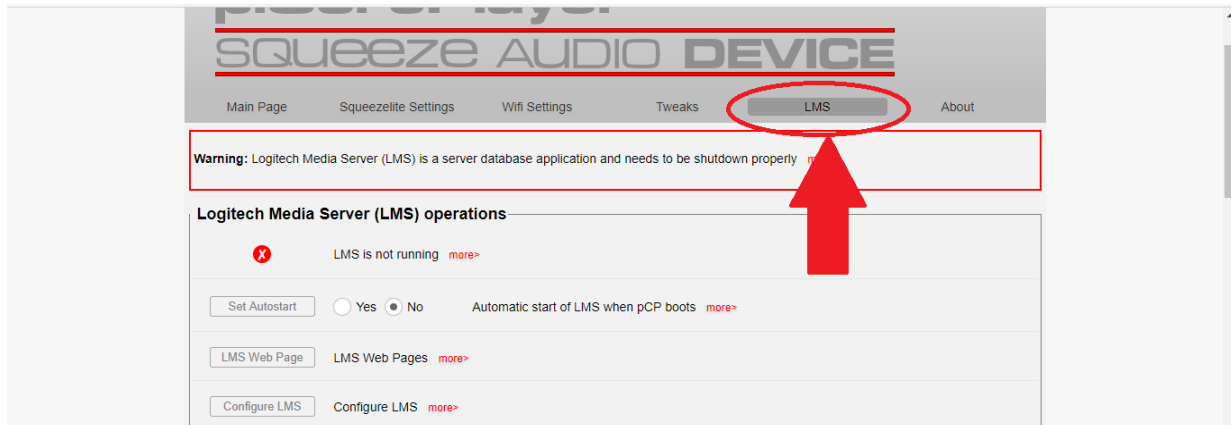 piCorePlayer
SQUeeze AUDIO DEVICE
Main Page Squeezelite Settings Wifi Settings Tweaks LMS About
Warning: Logitech Media Server (LMS) is a server database application and needs to be shutdown properly
Logitech Media Server (LMS) operations
LMS is not running more>
Set Autostart Yes No Automatic start of LMS when pCP boots more>
LMS Web Page LMS Web Pages more>
Configure LMS Configure LMS more>